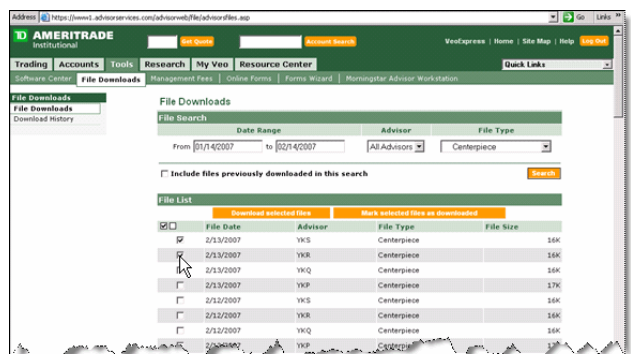 Address https://www1.advisorservices.com/advisorweb/file/advisorsfiles.asp Go Links »
TD AMERITRADE
Institutional
Get Quote Account Search VeoExpress | Home | Site Map | Help Log Out
Trading Accounts Tools Research My Veo Resource Center Quick Links
Software Center File Downloads Management Fees | Online Forms | Forms Wizard | Morningstar Advisor Workstation
File Downloads
File Downloads
Download History
File Downloads
File Search
Date Range Advisor File Type
From 01/14/2007 to 02/14/2007 All Advisors Centerpiece
Include files previously downloaded in this search Search
File List
Download selected files Mark selected files as downloaded
File Date Advisor File Type File Size
2/13/2007 YKS Centerpiece 16K
2/13/2007 YKR Centerpiece 16K
2/13/2007 YKQ Centerpiece 16K
2/13/2007 YKP Centerpiece 17K
2/12/2007 YKS Centerpiece 16K
2/12/2007 YKR Centerpiece 16K
2/12/2007 YKQ Centerpiece 16K
2/12/2007 YKP Centerpiece